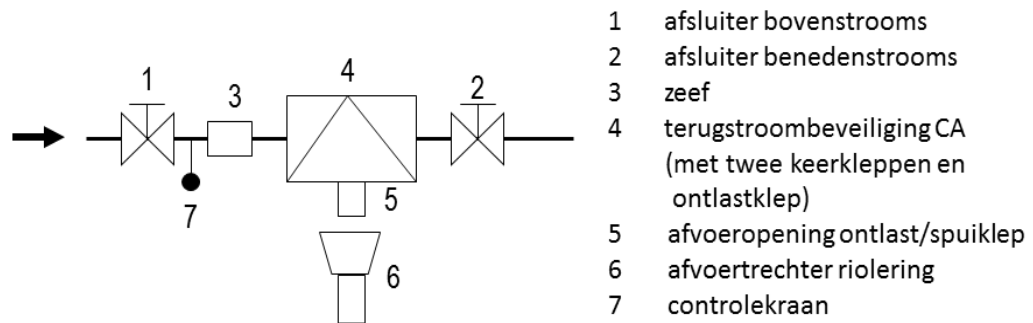 1
2
3
4
5
6
7
1 afsluiter bovenstrooms
2 afsluiter benedenstrooms
3 zeef
4 terugstroombeveiliging CA
(met twee keerkleppen en
ontlastklep)
5 afvoeropening ontlast/spuiklep
6 afvoertrechter riolering
7 controlekraan